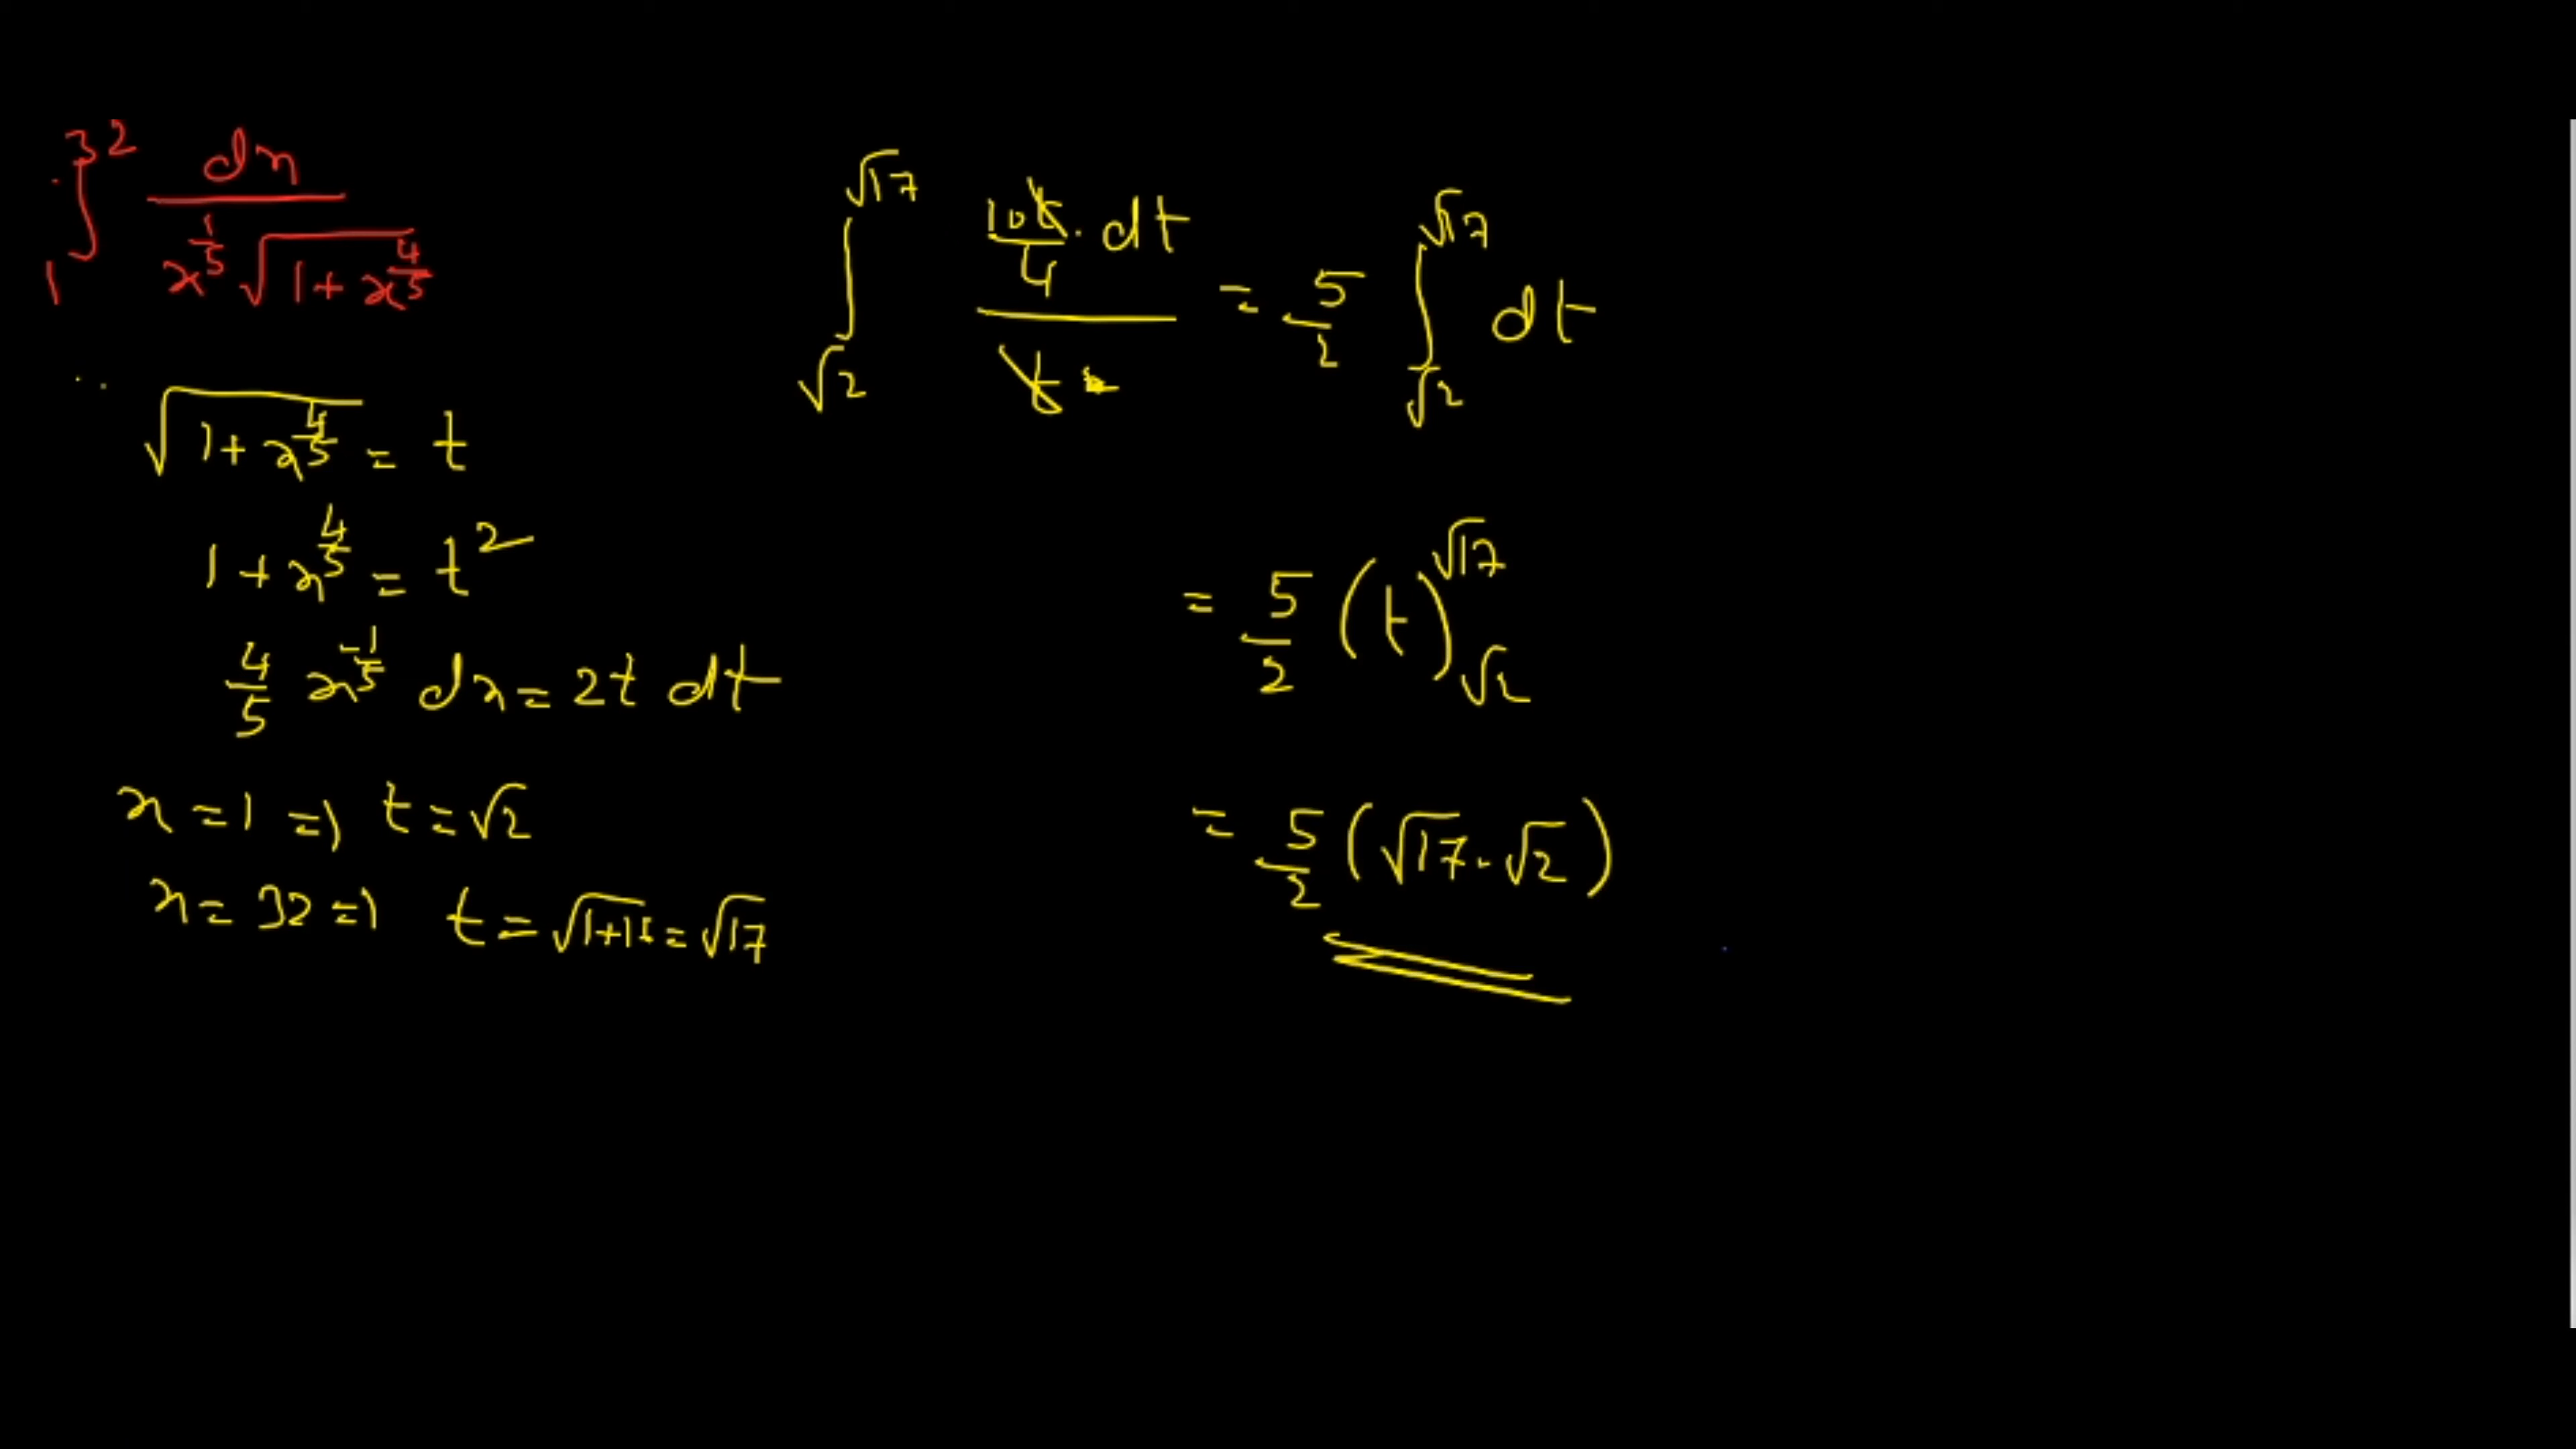 ∫₁³² dx / (x^(1/5) √(1+x^(4/5)))
√(1+x^(4/5)) = t
1+x^(4/5) = t²
4/5 x^(-1/5) dx = 2t dt
x=1 ⇒ t=√2
x=32 ⇒ t=√(1+16)=√17
∫_√2^√17 (10t/4 · dt)/t = 5/2 ∫_√2^√17 dt
= 5/2 (t)_√2^√17
= 5/2 (√17-√2)